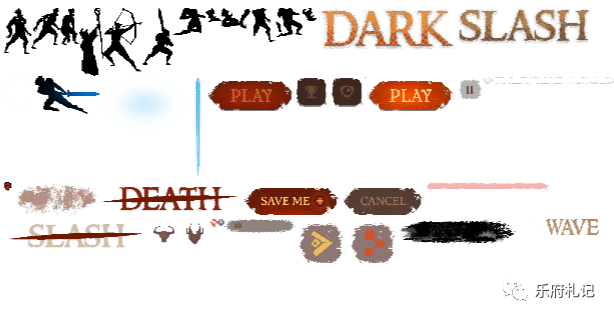 DARK SLASH
PLAY
PLAY
DEATH
SAVE ME +
CANCEL
SLASH
WAVE
乐府札记